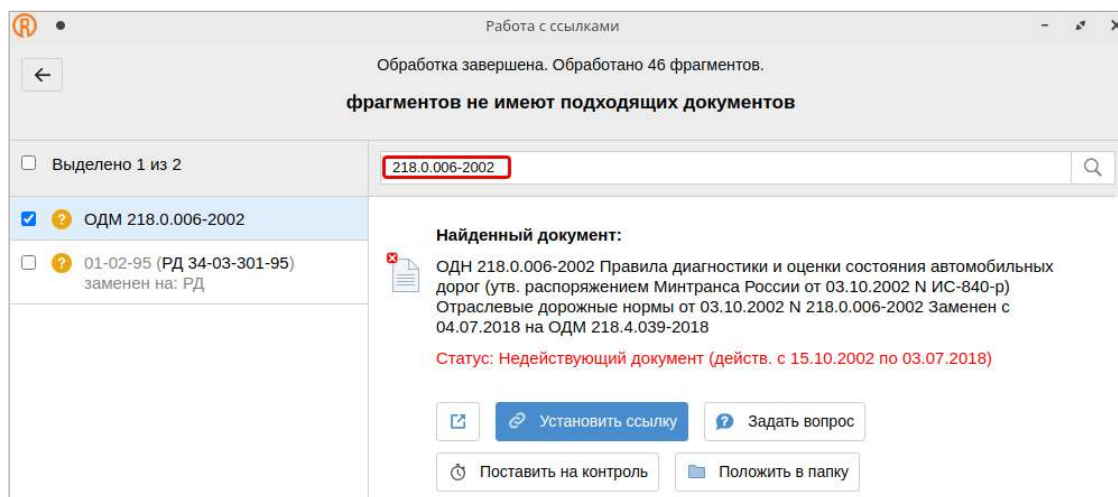 Работа с ссылками
Обработка завершена. Обработано 46 фрагментов.
фрагментов не имеют подходящих документов
Выделено 1 из 2
218.0.006-2002
ОДМ 218.0.006-2002
01-02-95 (РД 34-03-301-95)
заменен на: РД
Найденный документ:
ОДН 218.0.006-2002 Правила диагностики и оценки состояния автомобильных
дорог (утв. распоряжением Минтранса России от 03.10.2002 N ИС-840-р)
Отраслевые дорожные нормы от 03.10.2002 N 218.0.006-2002 Заменен с
04.07.2018 на ОДМ 218.4.039-2018
Статус: Недействующий документ (действ. с 15.10.2002 по 03.07.2018)
Установить ссылку
Задать вопрос
Поставить на контроль
Положить в папку